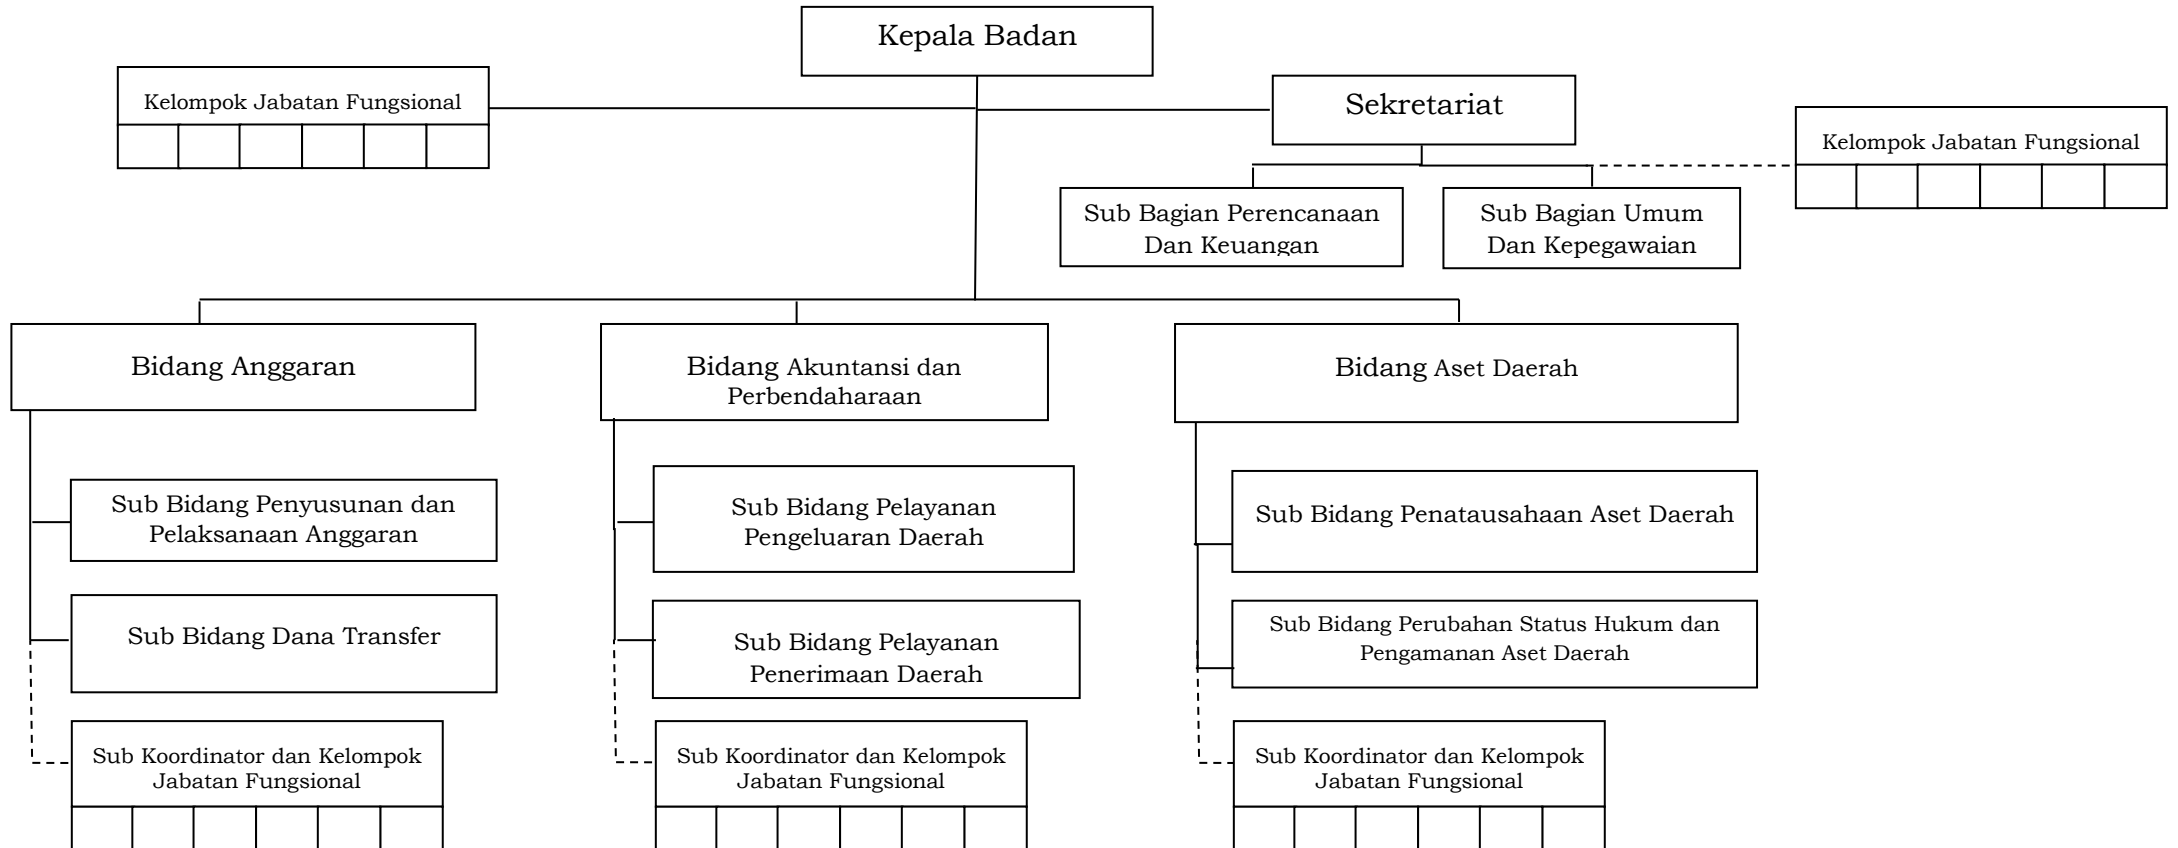 Kepala Badan
Kelompok Jabatan Fungsional
Sekretariat
Kelompok Jabatan Fungsional
Sub Bagian Perencanaan
Dan Keuangan
Sub Bagian Umum
Dan Kepegawaian
Bidang Anggaran
Bidang Akuntansi dan
Perbendaharaan
Bidang Aset Daerah
Sub Bidang Penyusunan dan
Pelaksanaan Anggaran
Sub Bidang Pelayanan
Pengeluaran Daerah
Sub Bidang Penatausahaan Aset Daerah
Sub Bidang Dana Transfer
Sub Bidang Pelayanan
Penerimaan Daerah
Sub Bidang Perubahan Status Hukum dan
Pengamanan Aset Daerah
Sub Koordinator dan Kelompok
Jabatan Fungsional
Sub Koordinator dan Kelompok
Jabatan Fungsional
Sub Koordinator dan Kelompok
Jabatan Fungsional